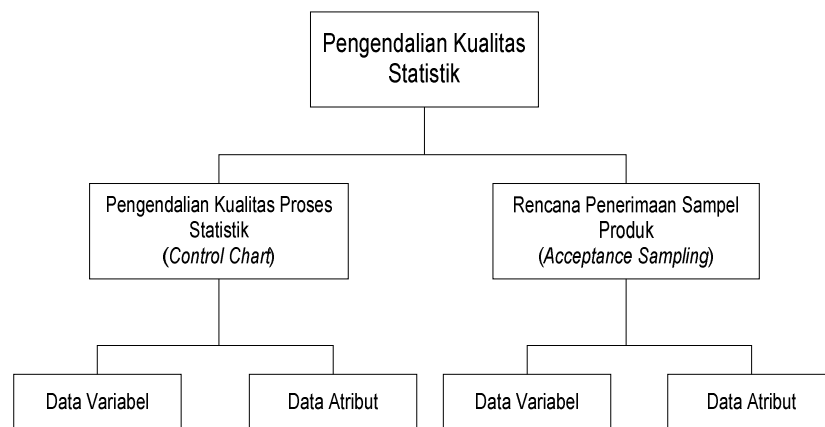 Pengendalian Kualitas
Statistik
Pengendalian Kualitas Proses
Statistik
(Control Chart)
Rencana Penerimaan Sampel
Produk
(Acceptance Sampling)
Data Variabel
Data Atribut
Data Variabel
Data Atribut